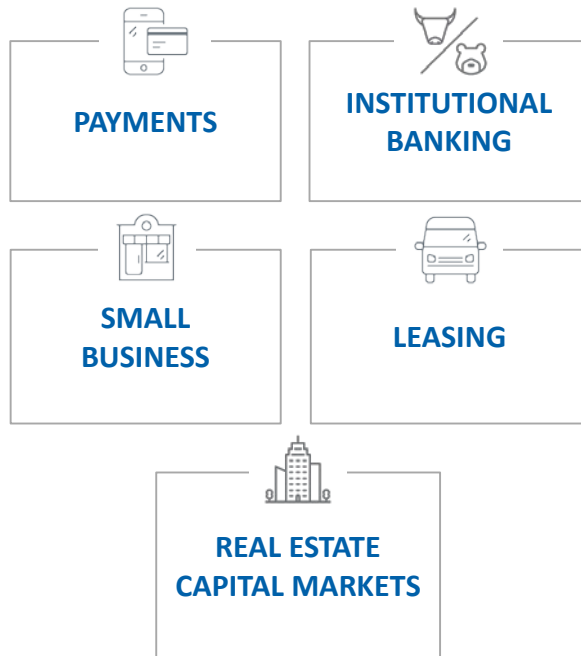 PAYMENTS
INSTITUTIONAL
BANKING
SMALL
BUSINESS
LEASING
REAL ESTATE
CAPITAL MARKETS